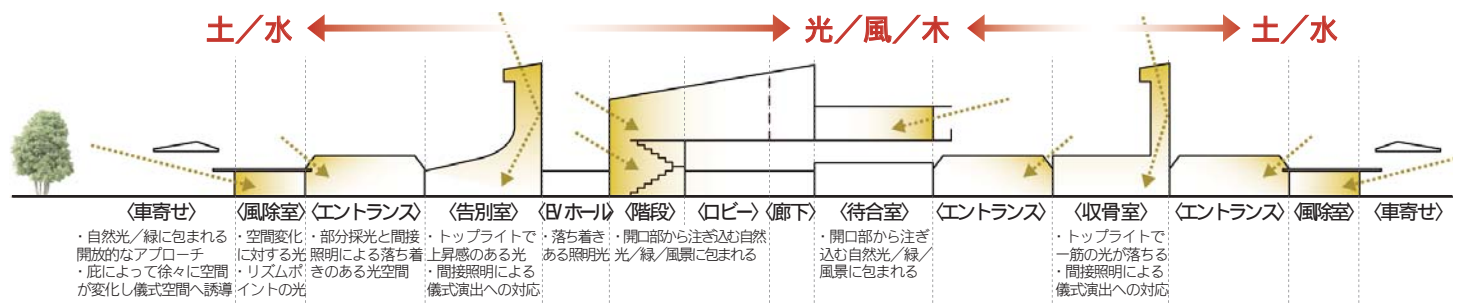 土／水
光／風／木
土／水
〈車寄せ〉
〈風除室〉
〈エントランス〉
〈告別室〉
〈EVホール〉
〈階段〉
〈ロビー〉
〈廊下〉
〈待合室〉
〈エントランス〉
〈収骨室〉
〈エントランス〉
〈風除室〉
〈車寄せ〉
・自然光／緑に包まれる
開放的なアプローチ
・庇によって徐々に空間
が変化し儀式空間へ誘導
・空間変化
に対する光
・リズムポ
イントの光
・部分採光と間接
照明による落ち着
きのある光空間
・トップライトで
上昇感のある光
・間接照明による
儀式演出への対応
・落ち着き
ある照明光
・開口部から注ぎ込む自然
光／緑／風景に包まれる
・開口部から注ぎ
込む自然光／緑／
風景に包まれる
・トップライトで
一筋の光が落ちる
・間接照明による
儀式演出への対応